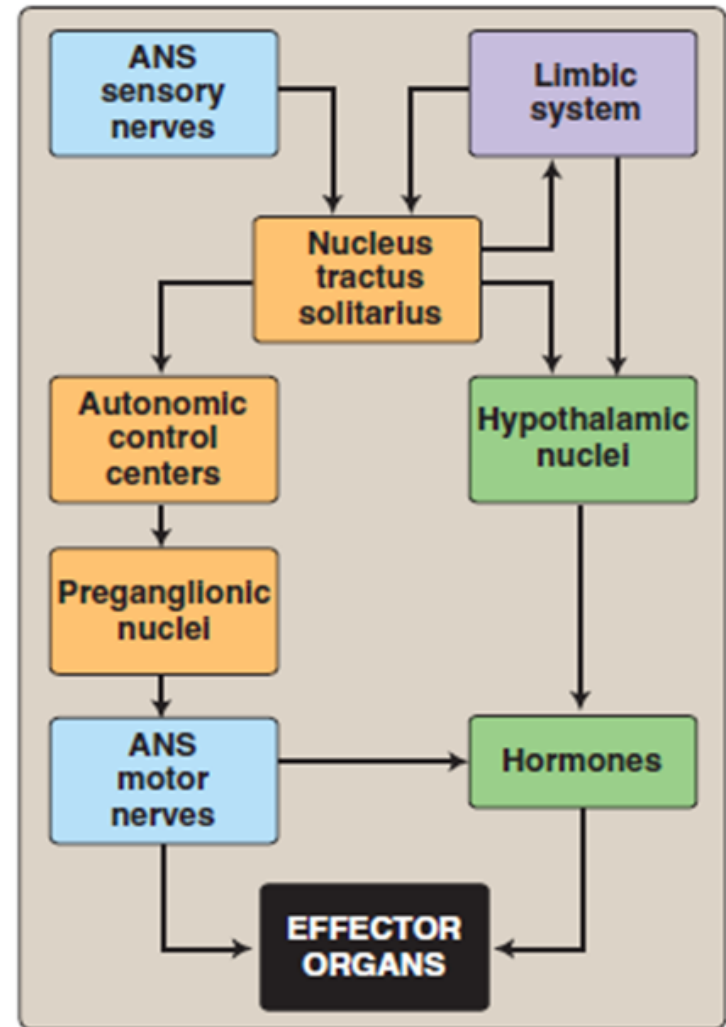 ANS
sensory
nerves
Limbic
system
Nucleus
tractus
solitarius
Autonomic
control
centers
Hypothalamic
nuclei
Preganglionic
nuclei
ANS
motor
nerves
Hormones
EFFECTOR
ORGANS